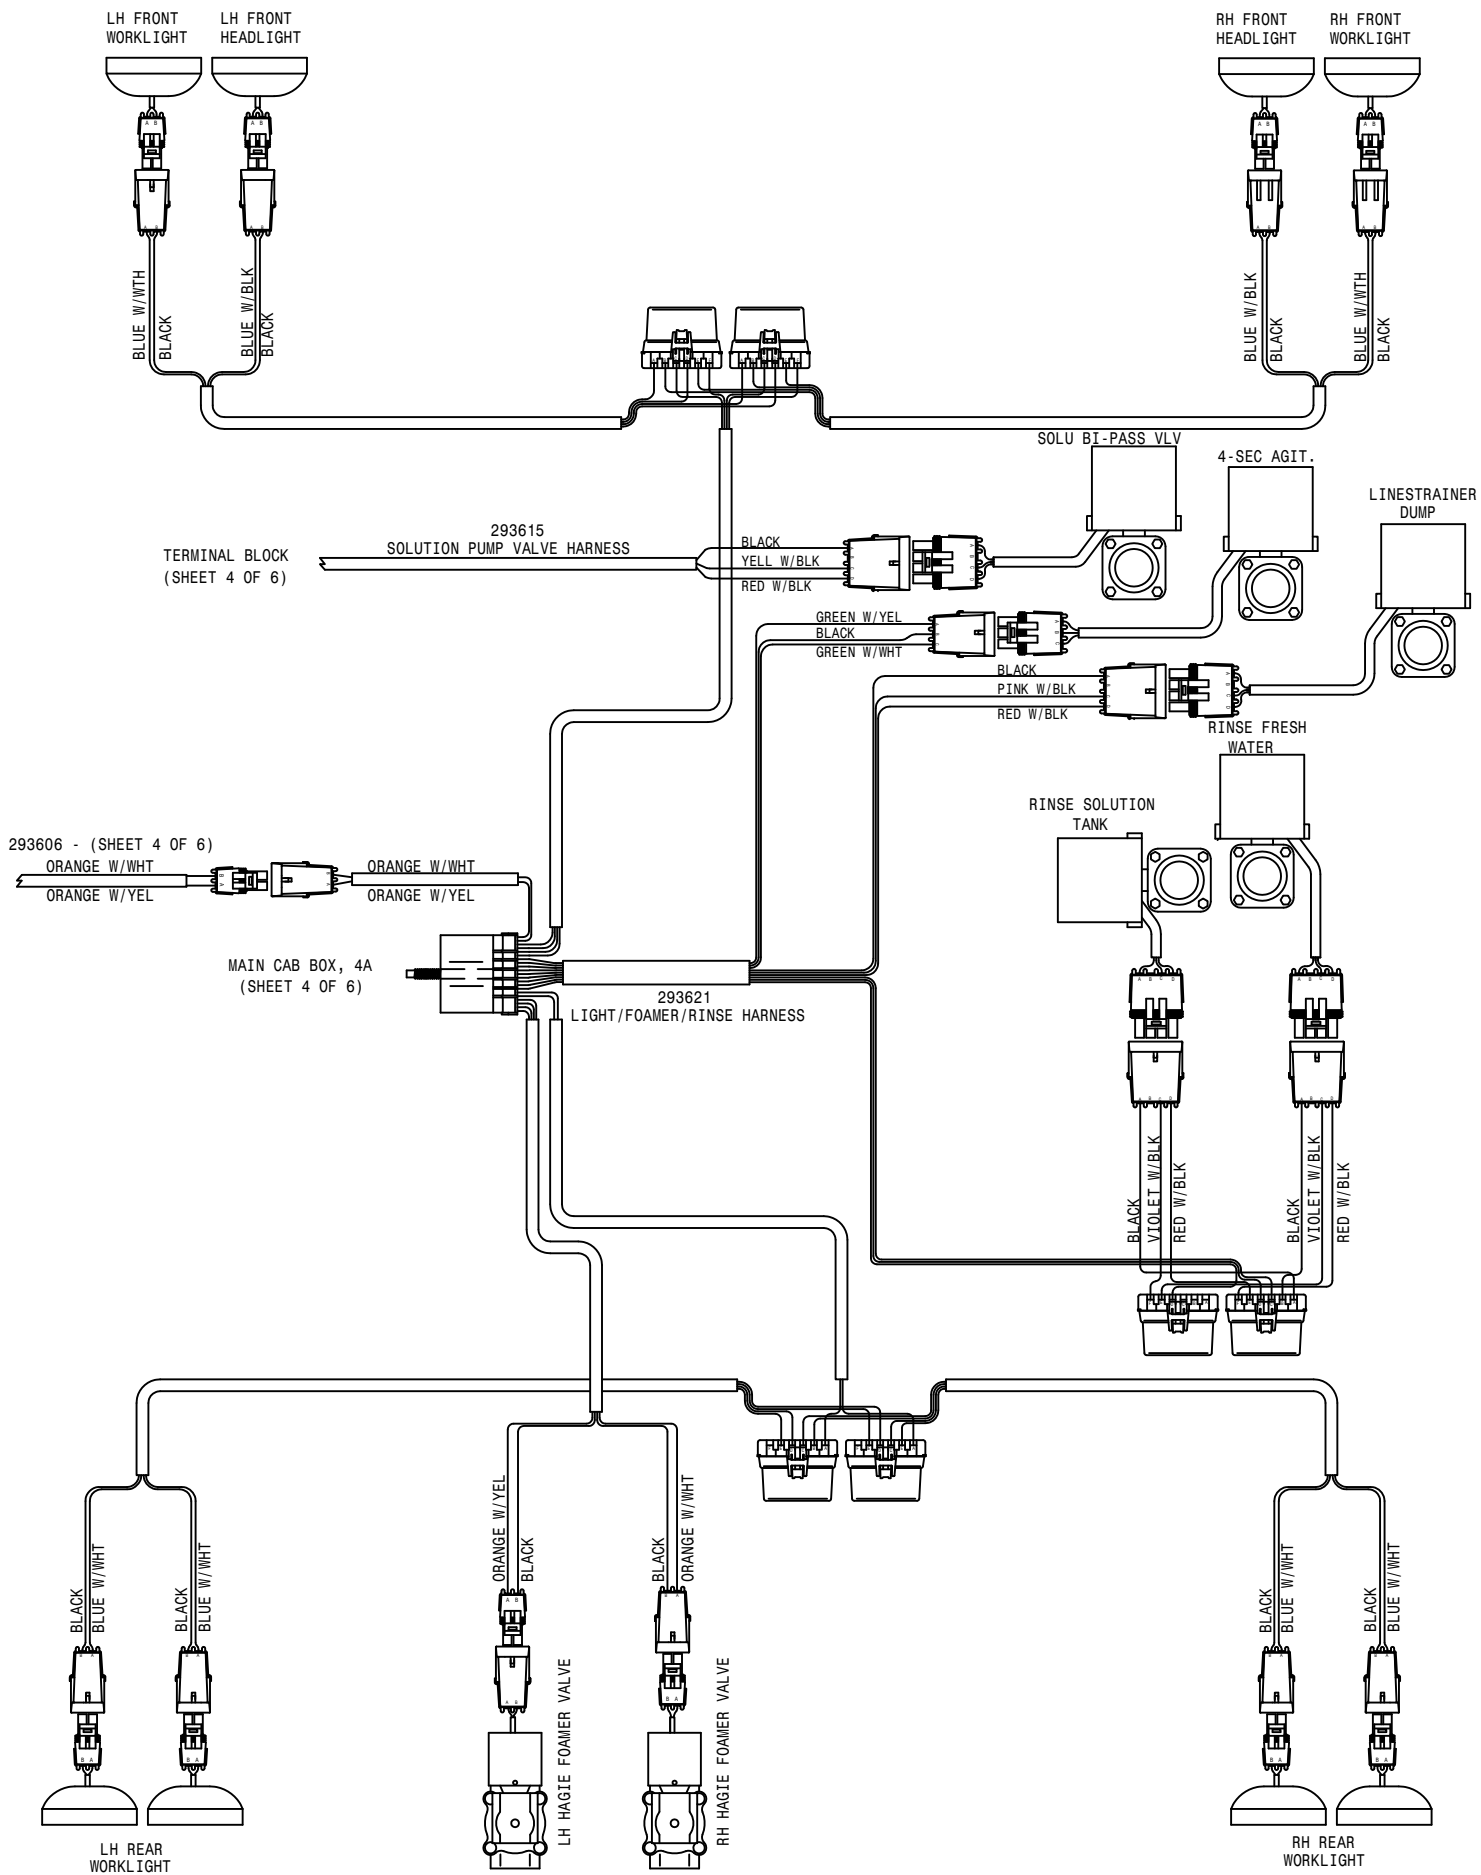 LH FRONT
WORKLIGHT
LH FRONT
HEADLIGHT
RH FRONT
HEADLIGHT
RH FRONT
WORKLIGHT
A B
A B
A B
A B
A B
A B
A B
A B
BLUE W/WTH
BLACK
BLUE W/BLK
BLACK
BLUE W/BLK
BLACK
BLUE W/WTH
BLACK
SOLU BI-PASS VLV
4-SEC AGIT.
LINESTRAINER
DUMP
TERMINAL BLOCK
(SHEET 4 OF 6)
293615
SOLUTION PUMP VALVE HARNESS
BLACK
YELL W/BLK
RED W/BLK
GREEN W/YEL
BLACK
GREEN W/WHT
BLACK
PINK W/BLK
RED W/BLK
RINSE FRESH
WATER
RINSE SOLUTION
TANK
293606 - (SHEET 4 OF 6)
ORANGE W/WHT
ORANGE W/YEL
ORANGE W/WHT
ORANGE W/YEL
MAIN CAB BOX, 4A
(SHEET 4 OF 6)
293621
LIGHT/FOAMER/RINSE HARNESS
A B C D
A B C D
A B C D
A B C D
BLACK
VIOLET W/BLK
RED W/BLK
BLACK
VIOLET W/BLK
RED W/BLK
ORANGE W/YEL
BLACK
BLACK
ORANGE W/WHT
BLACK
BLUE W/WHT
BLACK
BLUE W/WHT
BLACK
BLUE W/WHT
BLACK
BLUE W/WHT
A B
B A
A B
B A
B A
B A
B A
B A
B A
B A
B A
B A
LH HAGIE FOAMER VALVE
RH HAGIE FOAMER VALVE
LH REAR
WORKLIGHT
RH REAR
WORKLIGHT